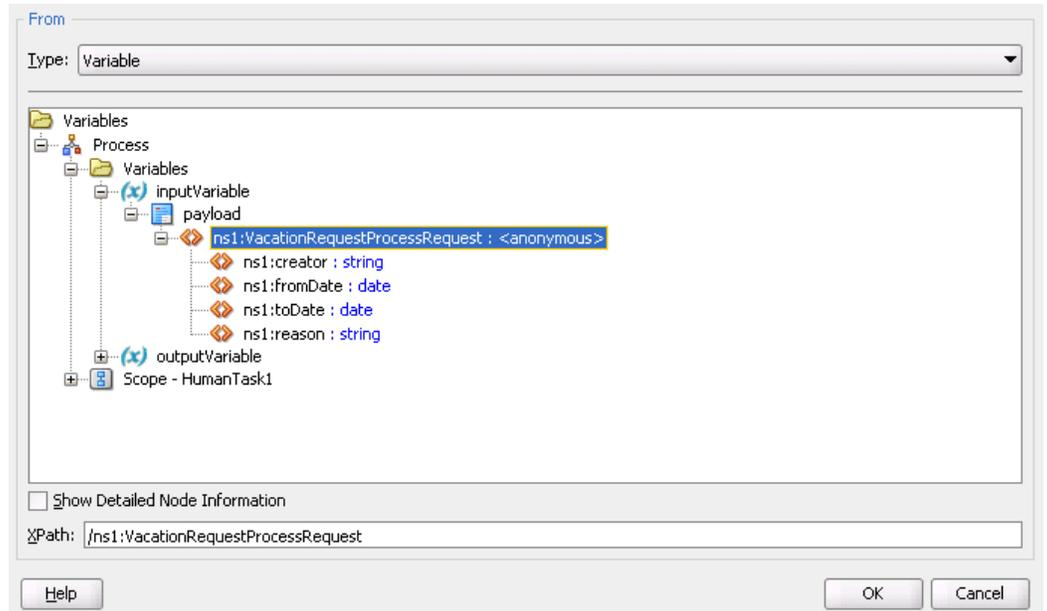 From
Type: Variable
Variables
Process
Variables
(x) inputVariable
payload
ns1:VacationRequestProcessRequest : <anonymous>
ns1:creator : string
ns1:fromDate : date
ns1:toDate : date
ns1:reason : string
(x) outputVariable
Scope - HumanTask1
Show Detailed Node Information
XPath: /ns1:VacationRequestProcessRequest
Help OK Cancel